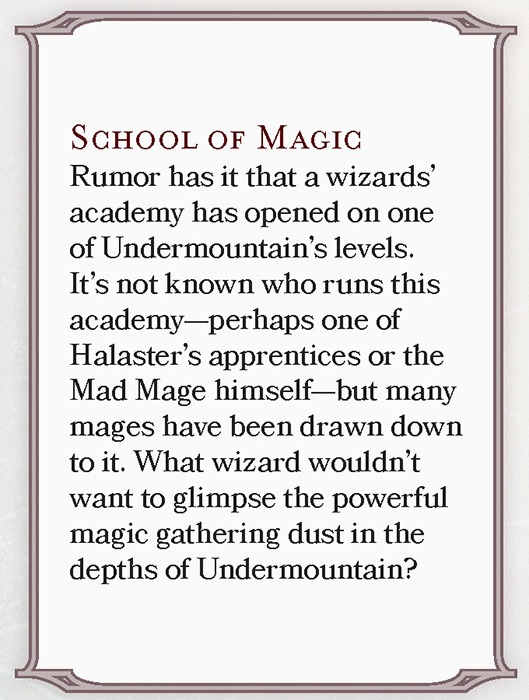 School of Magic
Rumor has it that a wizards’
academy has opened on one
of Undermountain’s levels.
It’s not known who runs this
academy—perhaps one of
Halaster’s apprentices or the
Mad Mage himself—but many
mages have been drawn down
to it. What wizard wouldn’t
want to glimpse the powerful
magic gathering dust in the
depths of Undermountain?